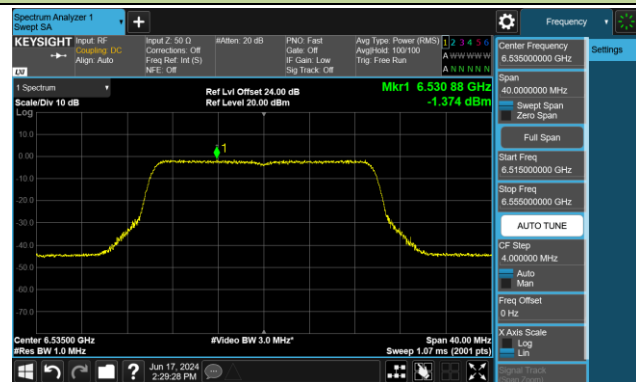 Spectrum Analyzer 1
Swept SA
Frequency
KEYSIGHT
Input: RF
Coupling: DC
Align: Auto
Input Z: 50 Ω
Corrections: Off
Freq Ref: Int (S)
NFE: Off
#Atten: 20 dB
PNO: Fast
Gate: Off
IF Gain: Low
Sig Track: Off
Avg Type: Power (RMS)
Avg|Hold: 100/100
Trig: Free Run
1 2 3 4 5 6
A W W W W W
A N N N N N
LXI
1 Spectrum
Scale/Div 10 dB
Log
Ref Lvl Offset 24.00 dB
Ref Level 20.00 dBm
Mkr1 6.530 88 GHz
-1.374 dBm
1
10.0
0.00
-10.0
-20.0
-30.0
-40.0
-50.0
-60.0
-70.0
Center 6.53500 GHz
#Res BW 1.0 MHz
#Video BW 3.0 MHz*
Span 40.00 MHz
Sweep 1.07 ms (2001 pts)
Jun 17, 2024
2:29:28 PM
Center Frequency
6.535000000 GHz
Span
40.0000000 MHz
Swept Span
Zero Span
Full Span
Start Freq
6.515000000 GHz
Stop Freq
6.555000000 GHz
AUTO TUNE
CF Step
4.000000 MHz
Auto
Man
Freq Offset
0 Hz
X Axis Scale
Log
Lin
Signal Track
(Span Zoom)
Settings